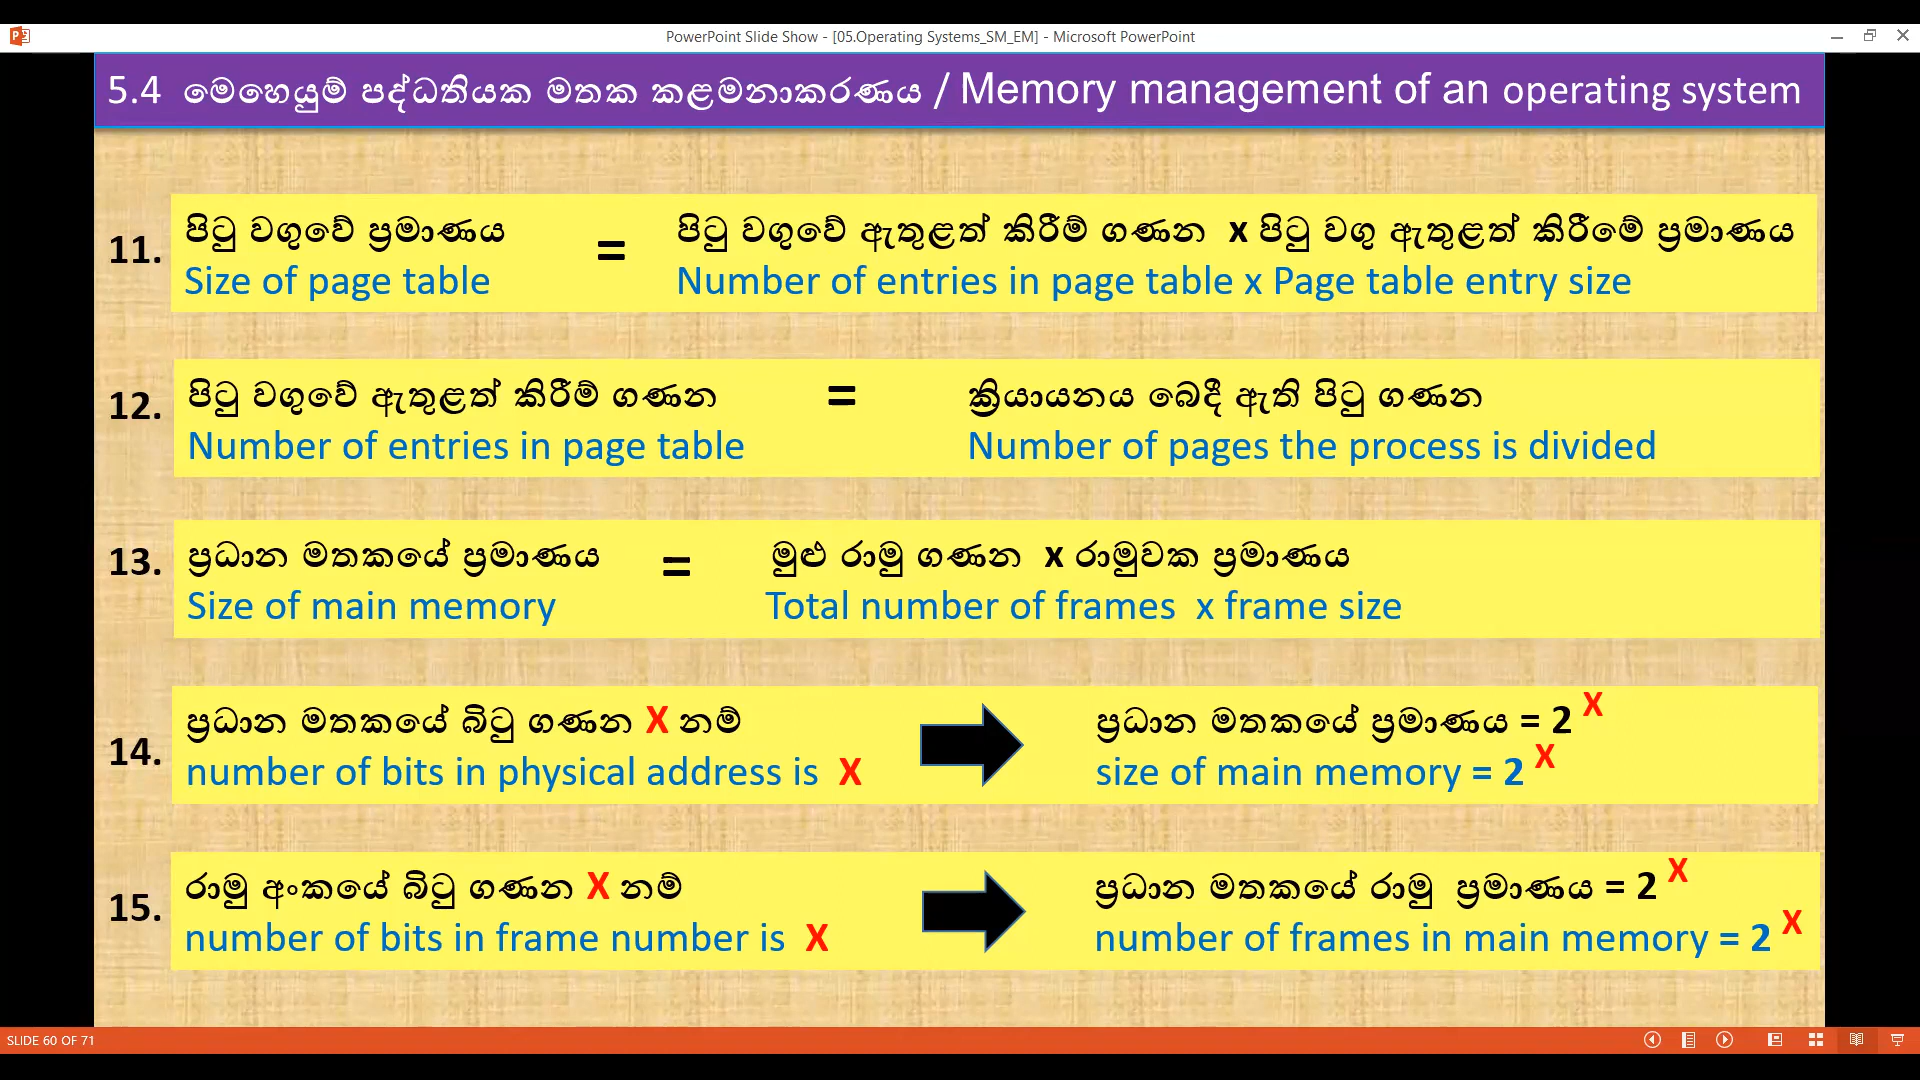 PowerPoint Slide Show - [05.Operating Systems_SM_EM] - Microsoft PowerPoint
5.4 මෙහෙයුම් පද්ධතියක මතක කළමනාකරණය / Memory management of an operating system
11. පිටු වගුවේ ප්‍රමාණය = පිටු වගුවේ ඇතුළත් කිරීම් ගණන x පිටු වගු ඇතුළත් කිරීමේ ප්‍රමාණය
Size of page table Number of entries in page table x Page table entry size
12. පිටු වගුවේ ඇතුළත් කිරීම් ගණන = ක්‍රියායනය බෙදී ඇති පිටු ගණන
Number of entries in page table Number of pages the process is divided
13. ප්‍රධාන මතකයේ ප්‍රමාණය = මුළු රාමු ගණන x රාමුවක ප්‍රමාණය
Size of main memory Total number of frames x frame size
14. ප්‍රධාන මතකයේ බිටු ගණන X නම් ප්‍රධාන මතකයේ ප්‍රමාණය = 2 X
number of bits in physical address is X size of main memory = 2 X
15. රාමු අංකයේ බිටු ගණන X නම් ප්‍රධාන මතකයේ රාමු ප්‍රමාණය = 2 X
number of bits in frame number is X number of frames in main memory = 2 X
SLIDE 60 OF 71